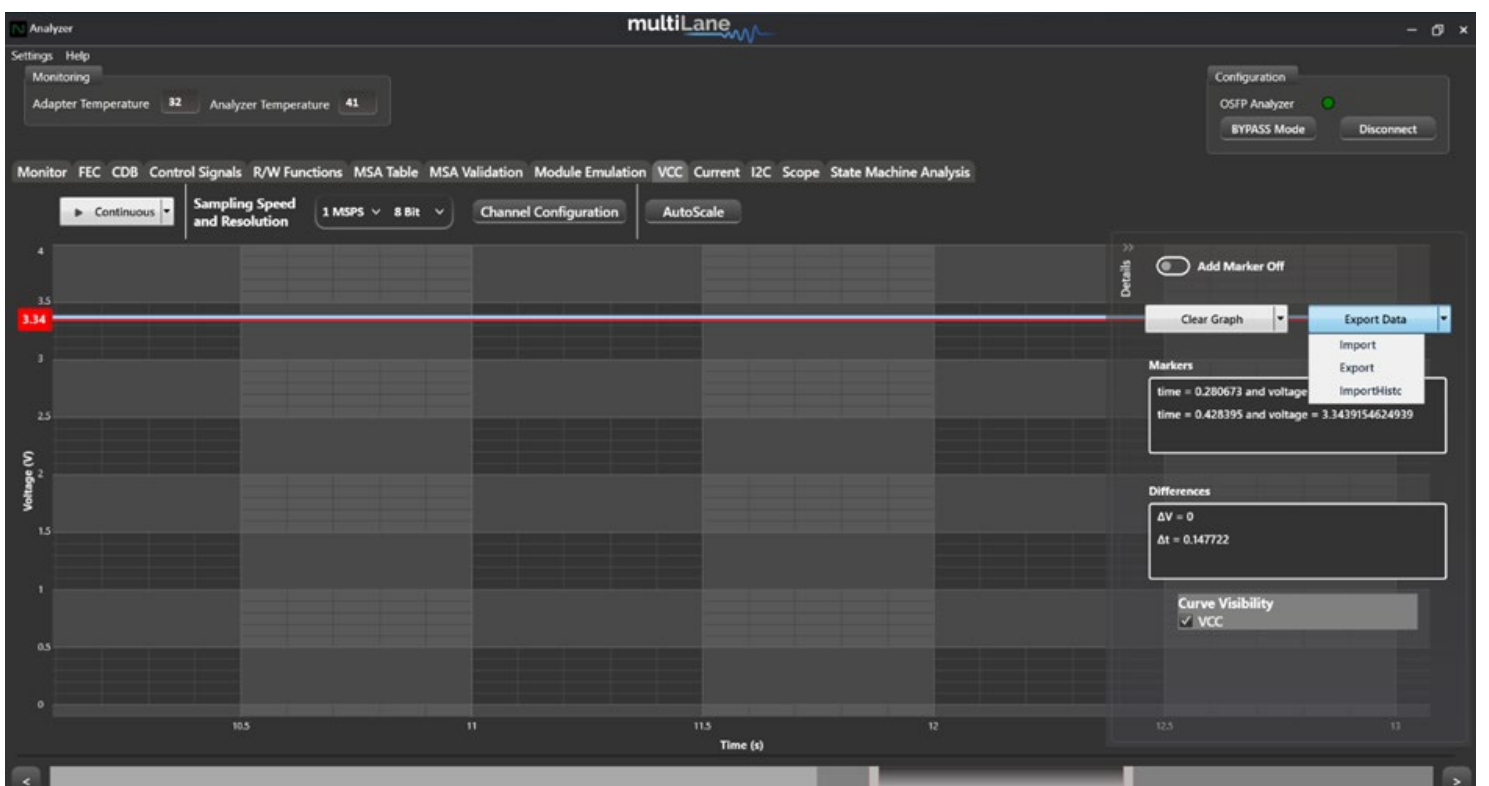 Analyzer
multiLane
Settings Help
Monitoring
Adapter Temperature 32 Analyzer Temperature 41
Configuration
OSFP Analyzer
BYPASS Mode Disconnect
Monitor FEC CDB Control Signals R/W Functions MSA Table MSA Validation Module Emulation VCC Current I2C Scope State Machine Analysis
Continuous
Sampling Speed
and Resolution
1 MSPS 8 Bit
Channel Configuration
AutoScale
4
3.5
3.34
3
2.5
2
1.5
1
0.5
0
Voltage (V)
10.5 11 11.5 12 12.5 13
Time (s)
>>
Details
Add Marker Off
Clear Graph
Export Data
Import
Export
ImportHistc
Markers
time = 0.280673 and voltage
time = 0.428395 and voltage = 3.3439154624939
Differences
ΔV = 0
Δt = 0.147722
Curve Visibility
VCC
< >